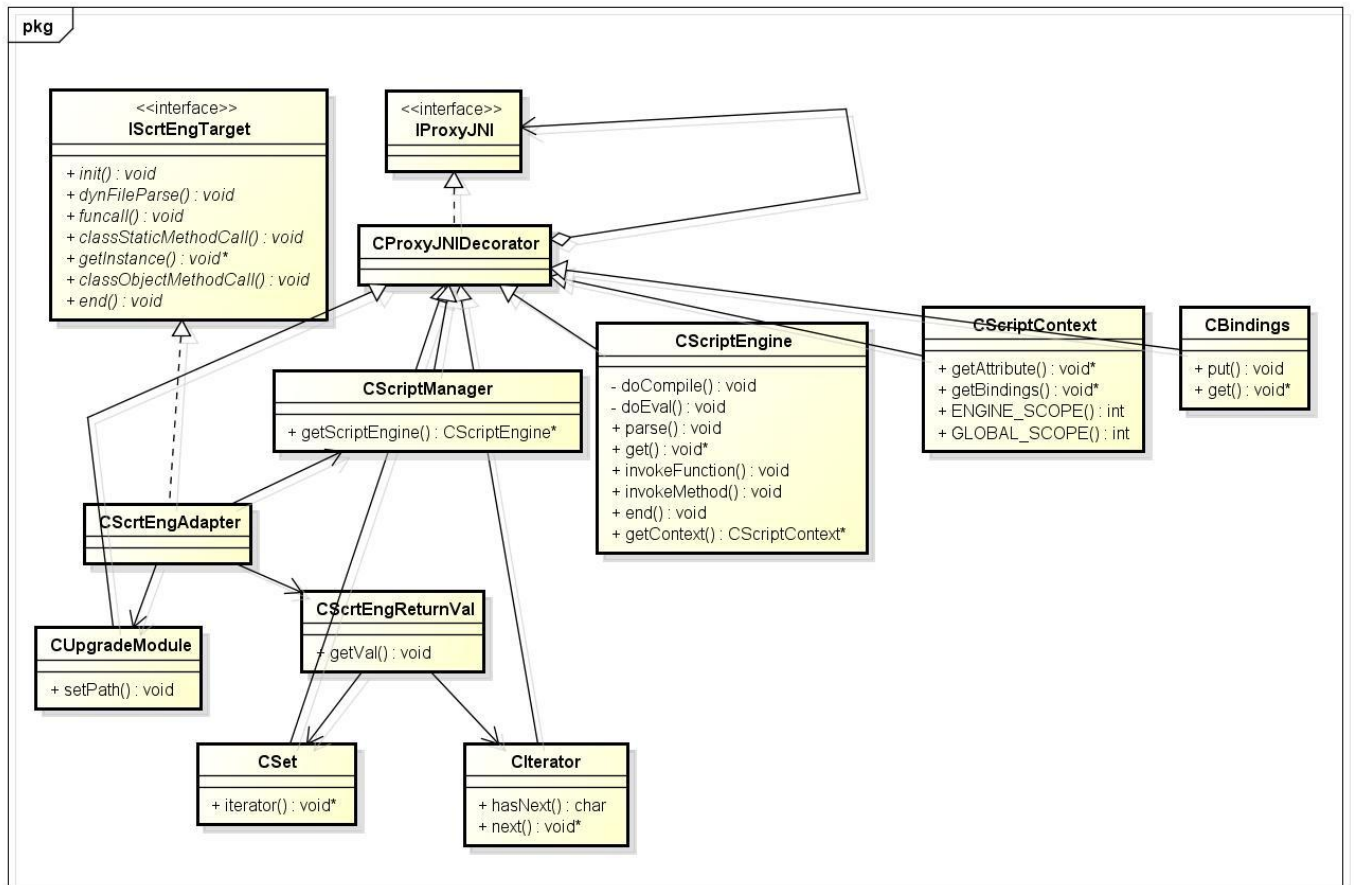 pkg
<<interface>>
IScrtEngTarget
+ init() : void
+ dynFileParse() : void
+ funcall() : void
+ classStaticMethodCall() : void
+ getInstance() : void*
+ classObjectMethodCall() : void
+ end() : void
<<interface>>
IProxyJNI
CProxyJNIDecorator
CScriptManager
+ getScriptEngine() : CScriptEngine*
CScriptEngine
- doCompile() : void
- doEval() : void
+ parse() : void
+ get() : void*
+ invokeFunction() : void
+ invokeMethod() : void
+ end() : void
+ getContext() : CScriptContext*
CScriptContext
+ getAttribute() : void*
+ getBindings() : void*
+ ENGINE_SCOPE() : int
+ GLOBAL_SCOPE() : int
CBindings
+ put() : void
+ get() : void*
CScrtEngAdapter
CUpgradeModule
+ setPath() : void
CScrtEngReturnVal
+ getVal() : void
CSet
+ iterator() : void*
CIterator
+ hasNext() : char
+ next() : void*